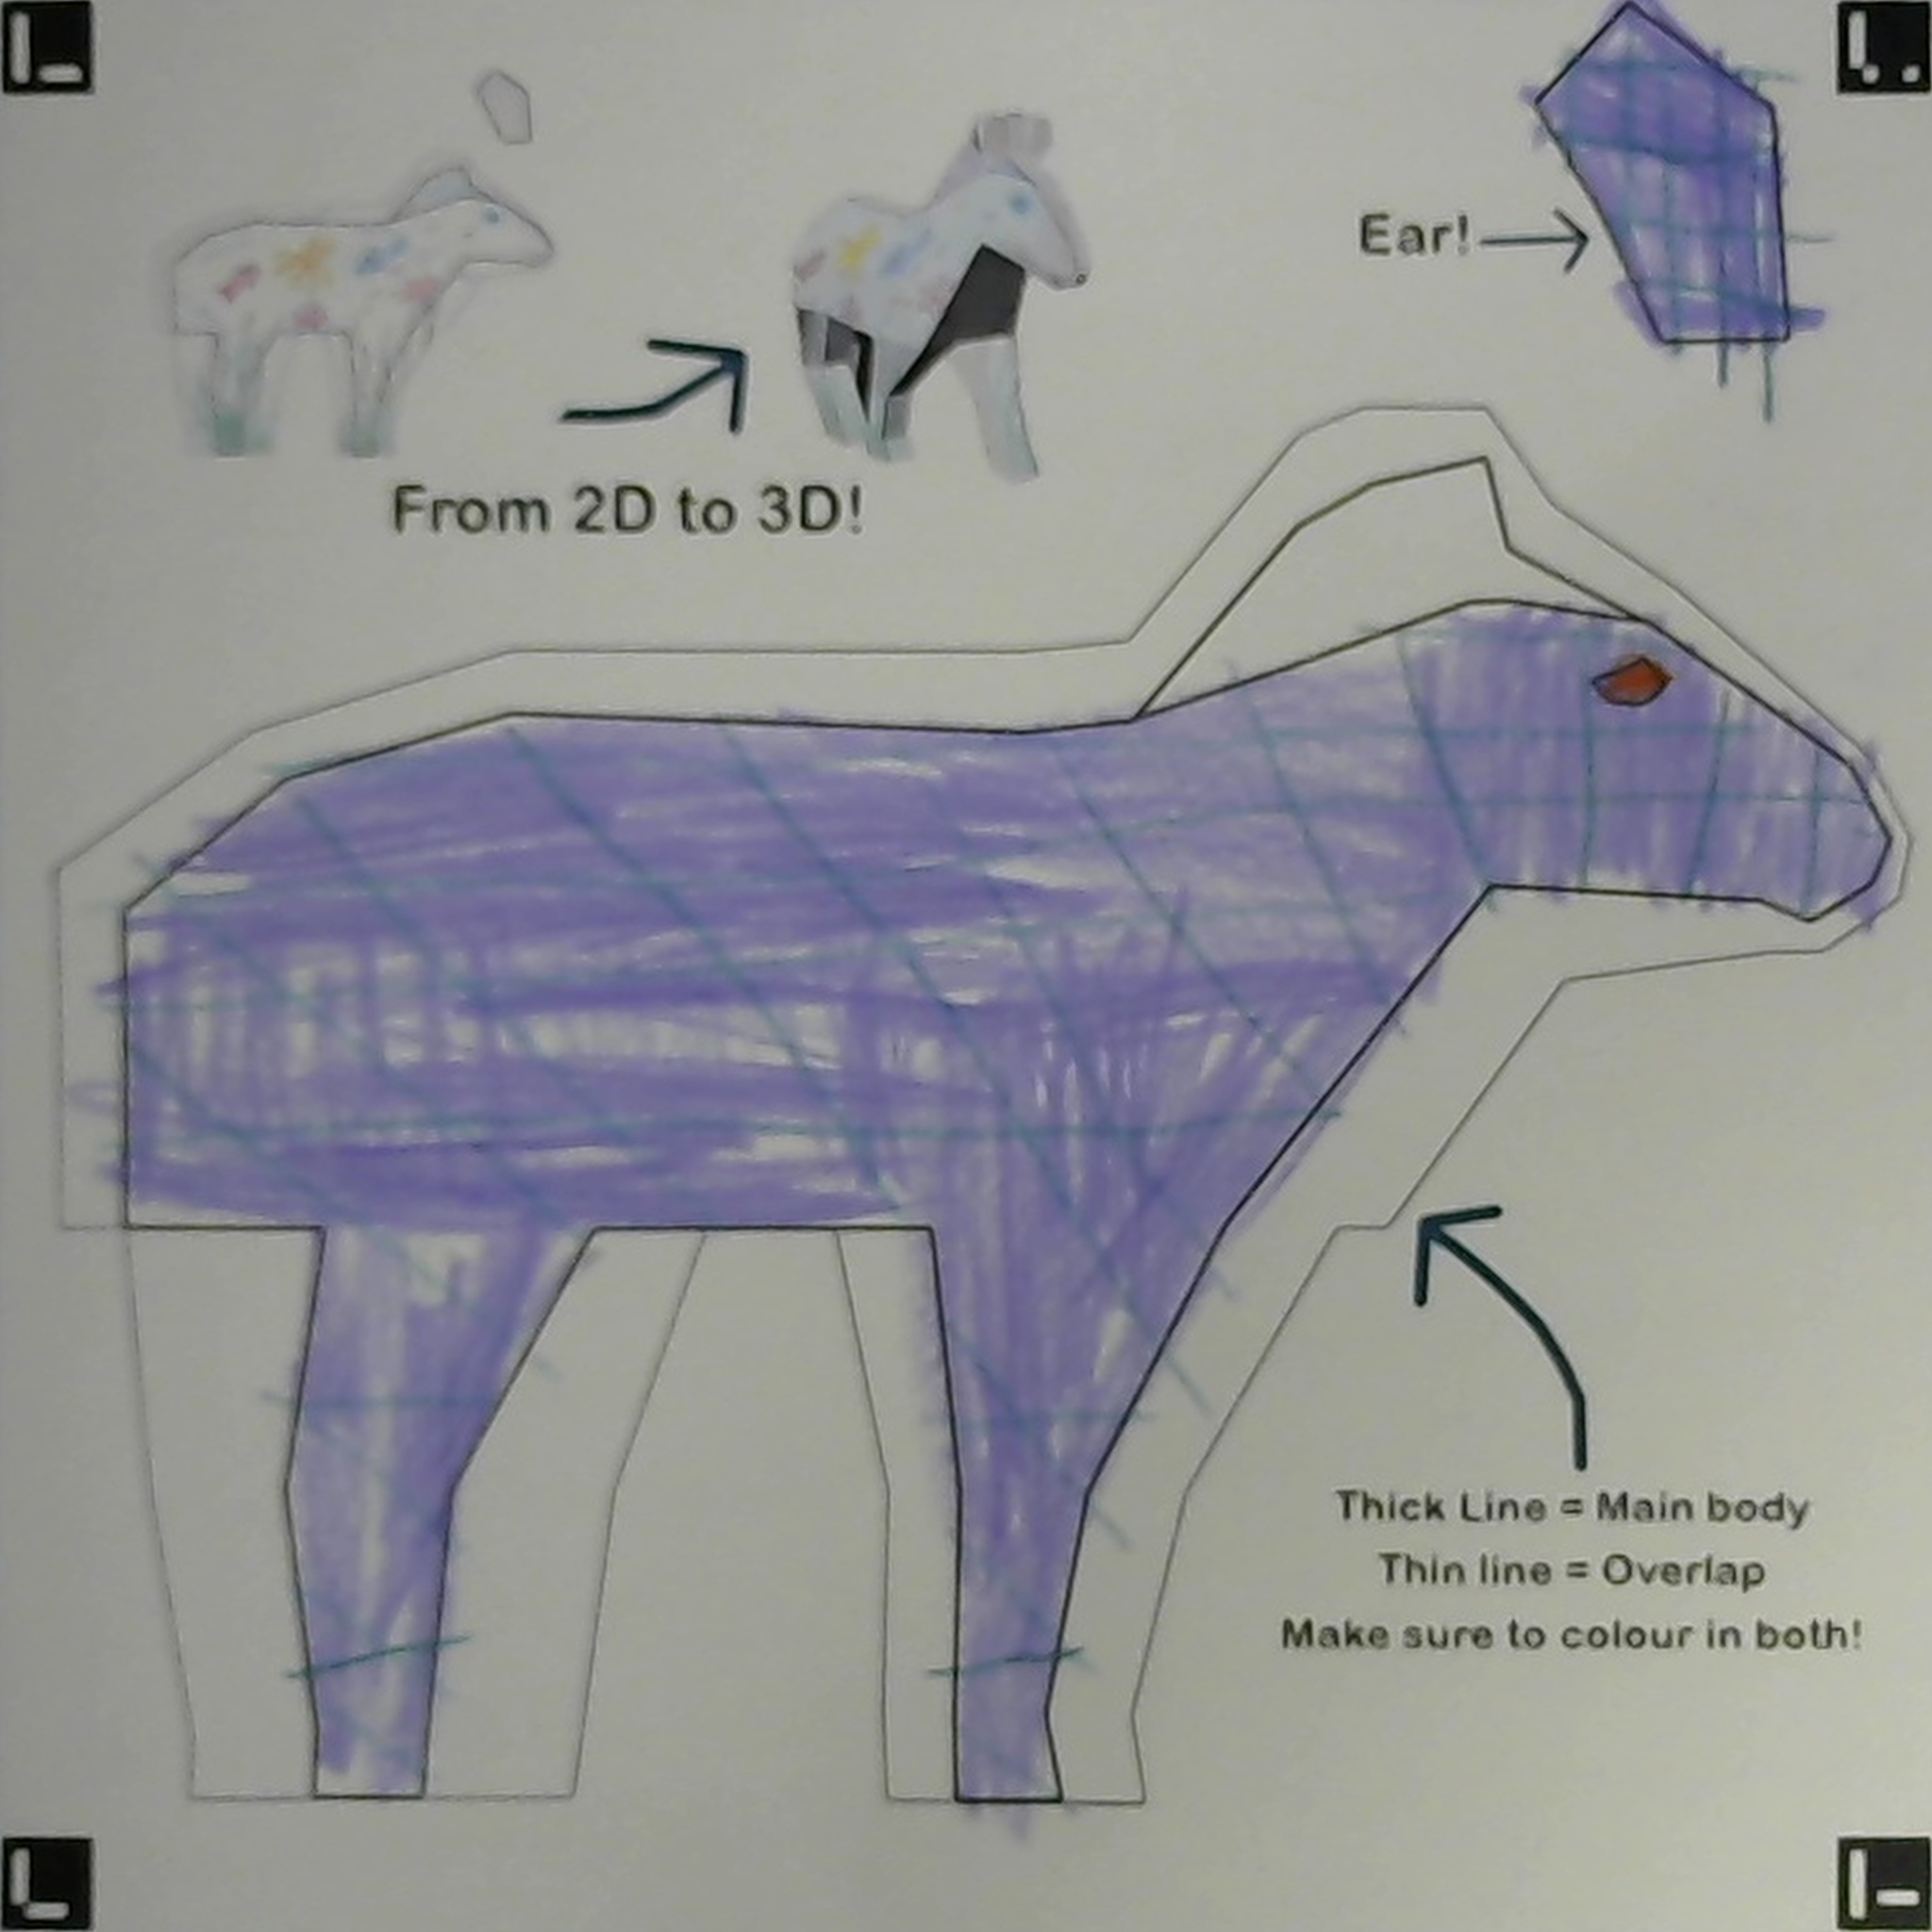 Ear!
From 2D to 3D!
Thick Line = Main body
Thin line = Overlap
Make sure to colour in both!